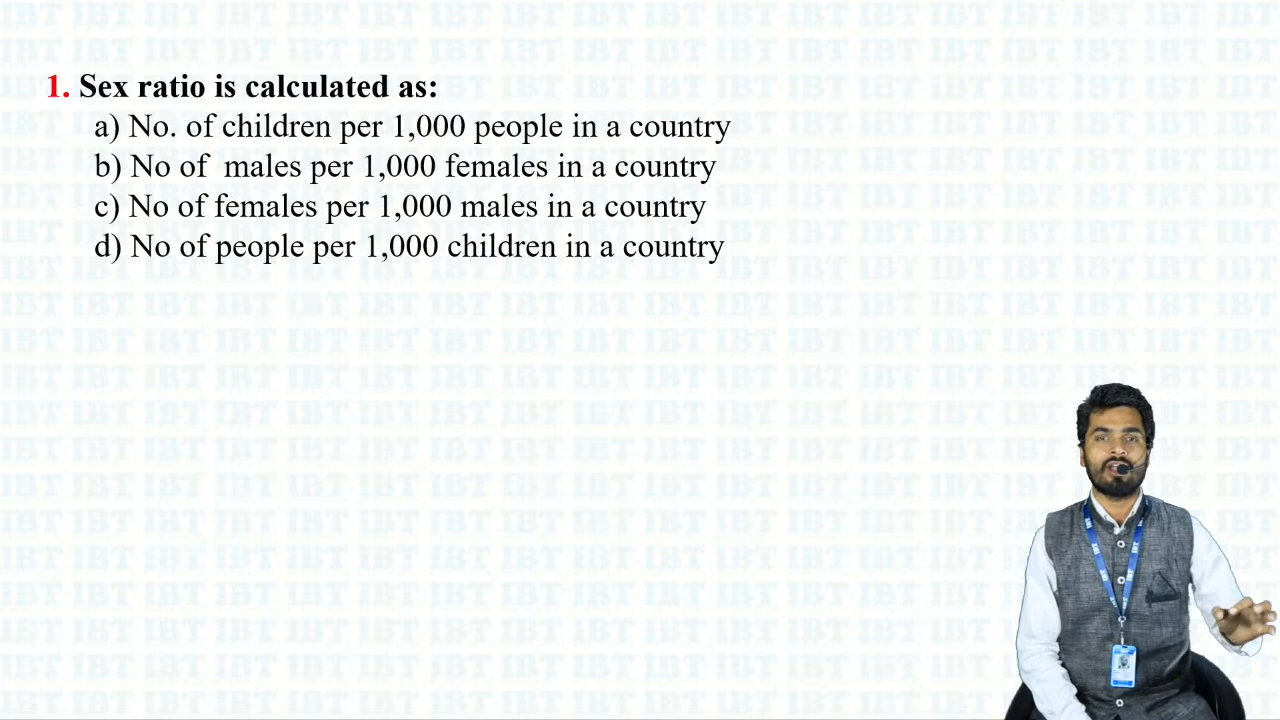 1. Sex ratio is calculated as:
a) No. of children per 1,000 people in a country
b) No of  males per 1,000 females in a country
c) No of females per 1,000 males in a country
d) No of people per 1,000 children in a country